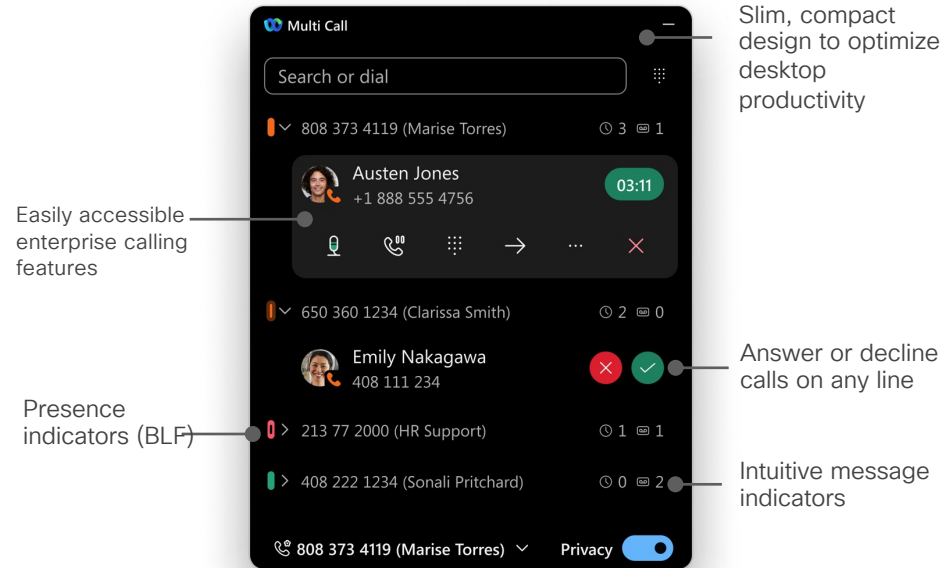 Multi Call
Slim, compact
design to optimize
desktop
productivity
Search or dial
808 373 4119 (Marise Torres) 3 1
Austen Jones
+1 888 555 4756
03:11
Easily accessible
enterprise calling
features
650 360 1234 (Clarissa Smith) 2 0
Emily Nakagawa
408 111 234
Answer or decline
calls on any line
Presence
indicators (BLF)
213 77 2000 (HR Support) 1 1
408 222 1234 (Sonali Pritchard) 0 2
Intuitive message
indicators
808 373 4119 (Marise Torres) Privacy